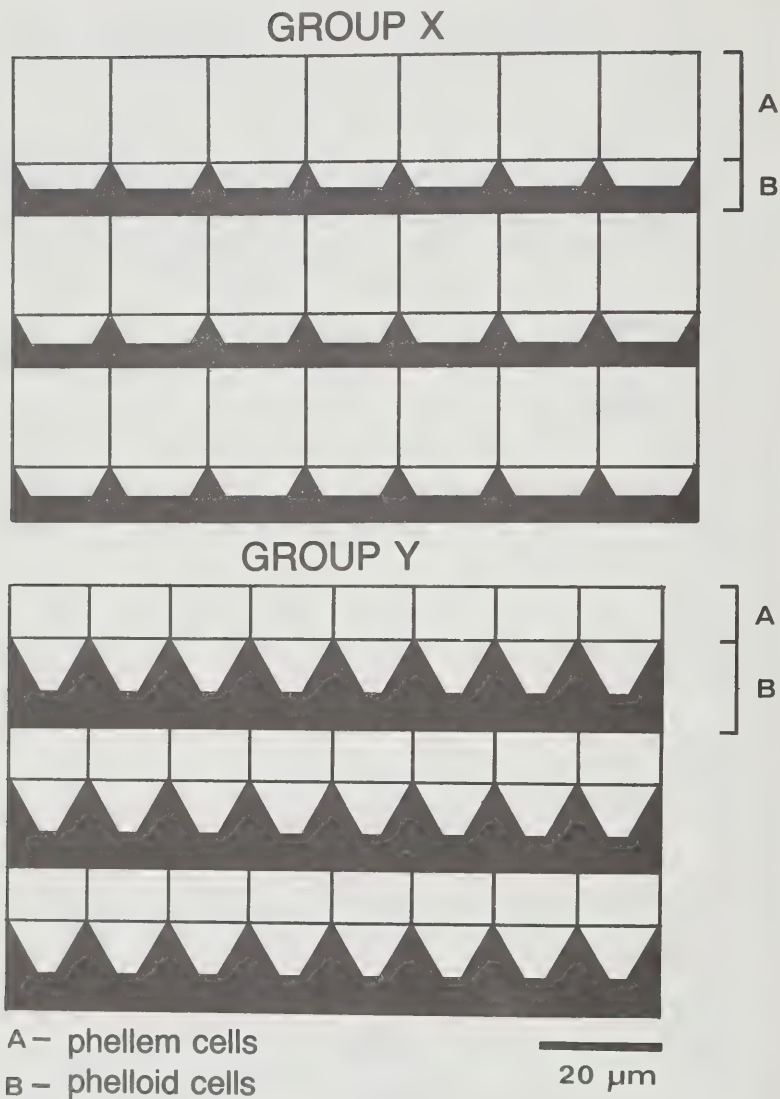 GROUP X
A
B
GROUP Y
A
B
A – phellem cells
B – phelloid cells
20 µm